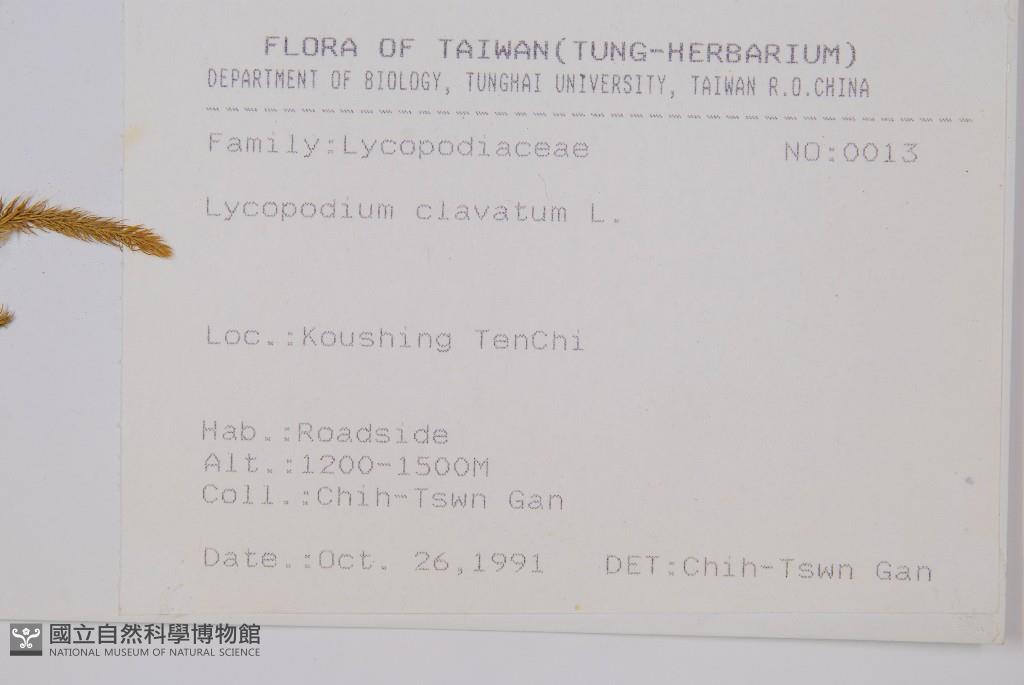 FLORA OF TAIWAN(TUNG-HERBARIUM)
DEPARTMENT OF BIOLOGY, TUNGHAI UNIVERSITY, TAIWAN R.O.CHINA
Family:Lycopodiaceae NO:0013
Lycopodium clavatum L.
Loc.:Koushing TenChi
Hab.:Roadside
Alt.:1200-1500M
Coll.:Chih-Tswn Gan
Date.:Oct. 26,1991 DET:Chih-Tswn Gan
國立自然科學博物館
NATIONAL MUSEUM OF NATURAL SCIENCE